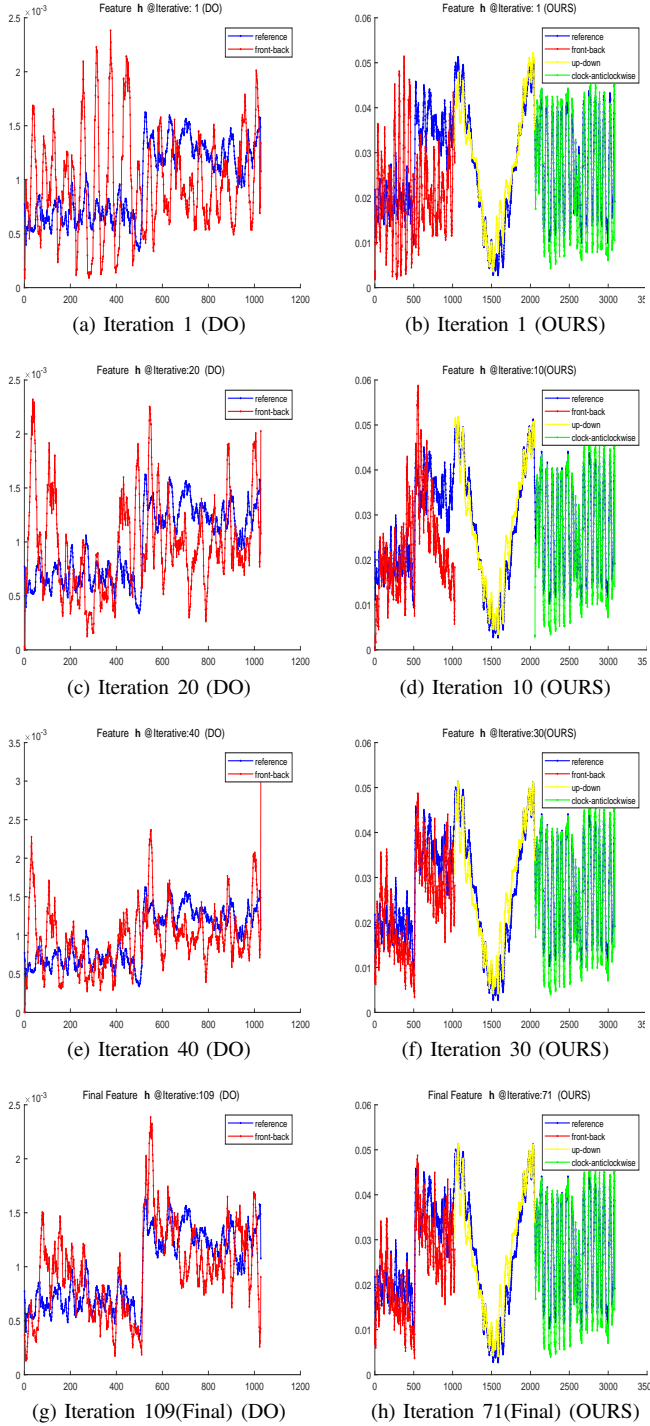 Feature h @Iterative: 1 (DO)
×10⁻³
2.5
2
1.5
1
0.5
0
0 200 400 600 800 1000 1200
reference
front-back
(a) Iteration 1 (DO)
Feature h @Iterative: 1 (OURS)
0.06
0.05
0.04
0.03
0.02
0.01
0
0 500 1000 1500 2000 2500 3000 350
reference
front-back
up-down
clock-anticlockwise
(b) Iteration 1 (OURS)
Feature h @Iterative:20 (DO)
×10⁻³
2.5
2
1.5
1
0.5
0
0 200 400 600 800 1000 1200
reference
front-back
(c) Iteration 20 (DO)
Feature h @Iterative:10(OURS)
0.06
0.05
0.04
0.03
0.02
0.01
0
0 500 1000 1500 2000 2500 3000 350
reference
front-back
up-down
clock-anticlockwise
(d) Iteration 10 (OURS)
Feature h @Iterative:40 (DO)
×10⁻³
3.5
3
2.5
2
1.5
1
0.5
0
0 200 400 600 800 1000 1200
reference
front-back
(e) Iteration 40 (DO)
Feature h @Iterative:30(OURS)
0.06
0.05
0.04
0.03
0.02
0.01
0
0 500 1000 1500 2000 2500 3000 350
reference
front-back
up-down
clock-anticlockwise
(f) Iteration 30 (OURS)
Final Feature h @Iterative:109 (DO)
×10⁻³
2.5
2
1.5
1
0.5
0
0 200 400 600 800 1000 1200
reference
front-back
(g) Iteration 109(Final) (DO)
Final Feature h @Iterative:71 (OURS)
0.06
0.05
0.04
0.03
0.02
0.01
0
0 500 1000 1500 2000 2500 3000 350
reference
front-back
up-down
clock-anticlockwise
(h) Iteration 71(Final) (OURS)